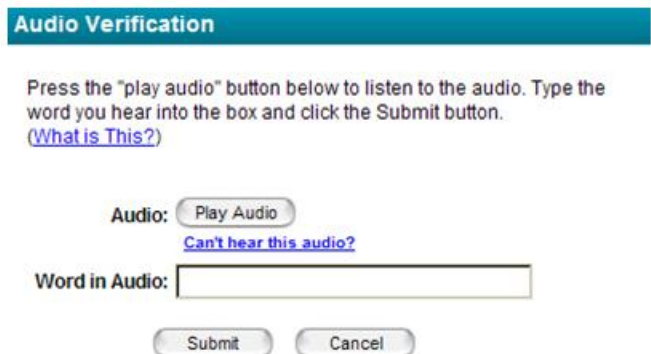 Audio Verification
Press the "play audio" button below to listen to the audio. Type the
word you hear into the box and click the Submit button.
(What is This?)
Audio: Play Audio
Can't hear this audio?
Word in Audio:
Submit Cancel